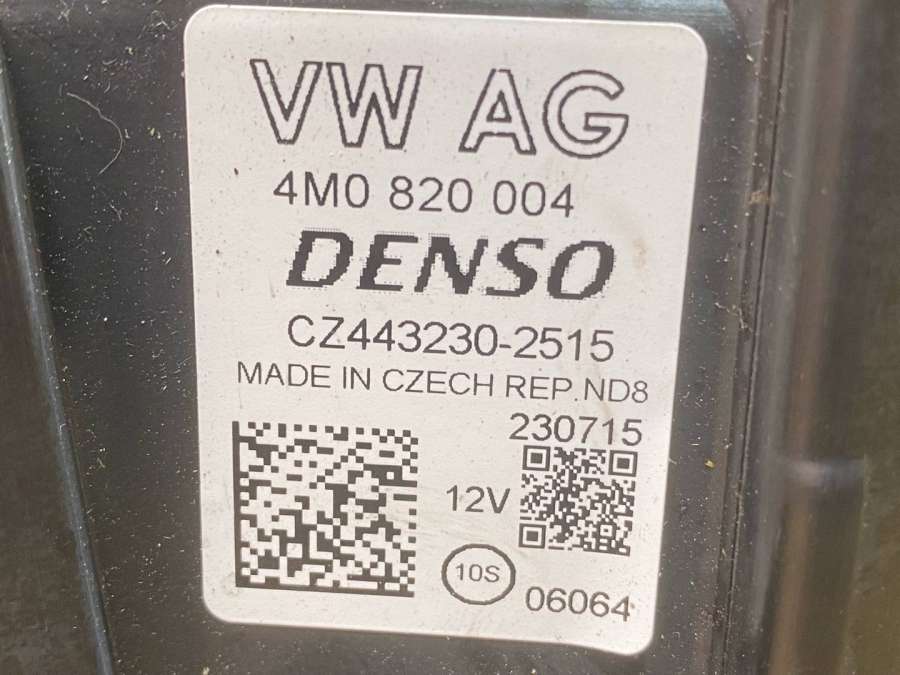 VW AG
4M0 820 004
DENSO
CZ443230-2515
MADE IN CZECH REP.ND8
230715
12V
10S
06064